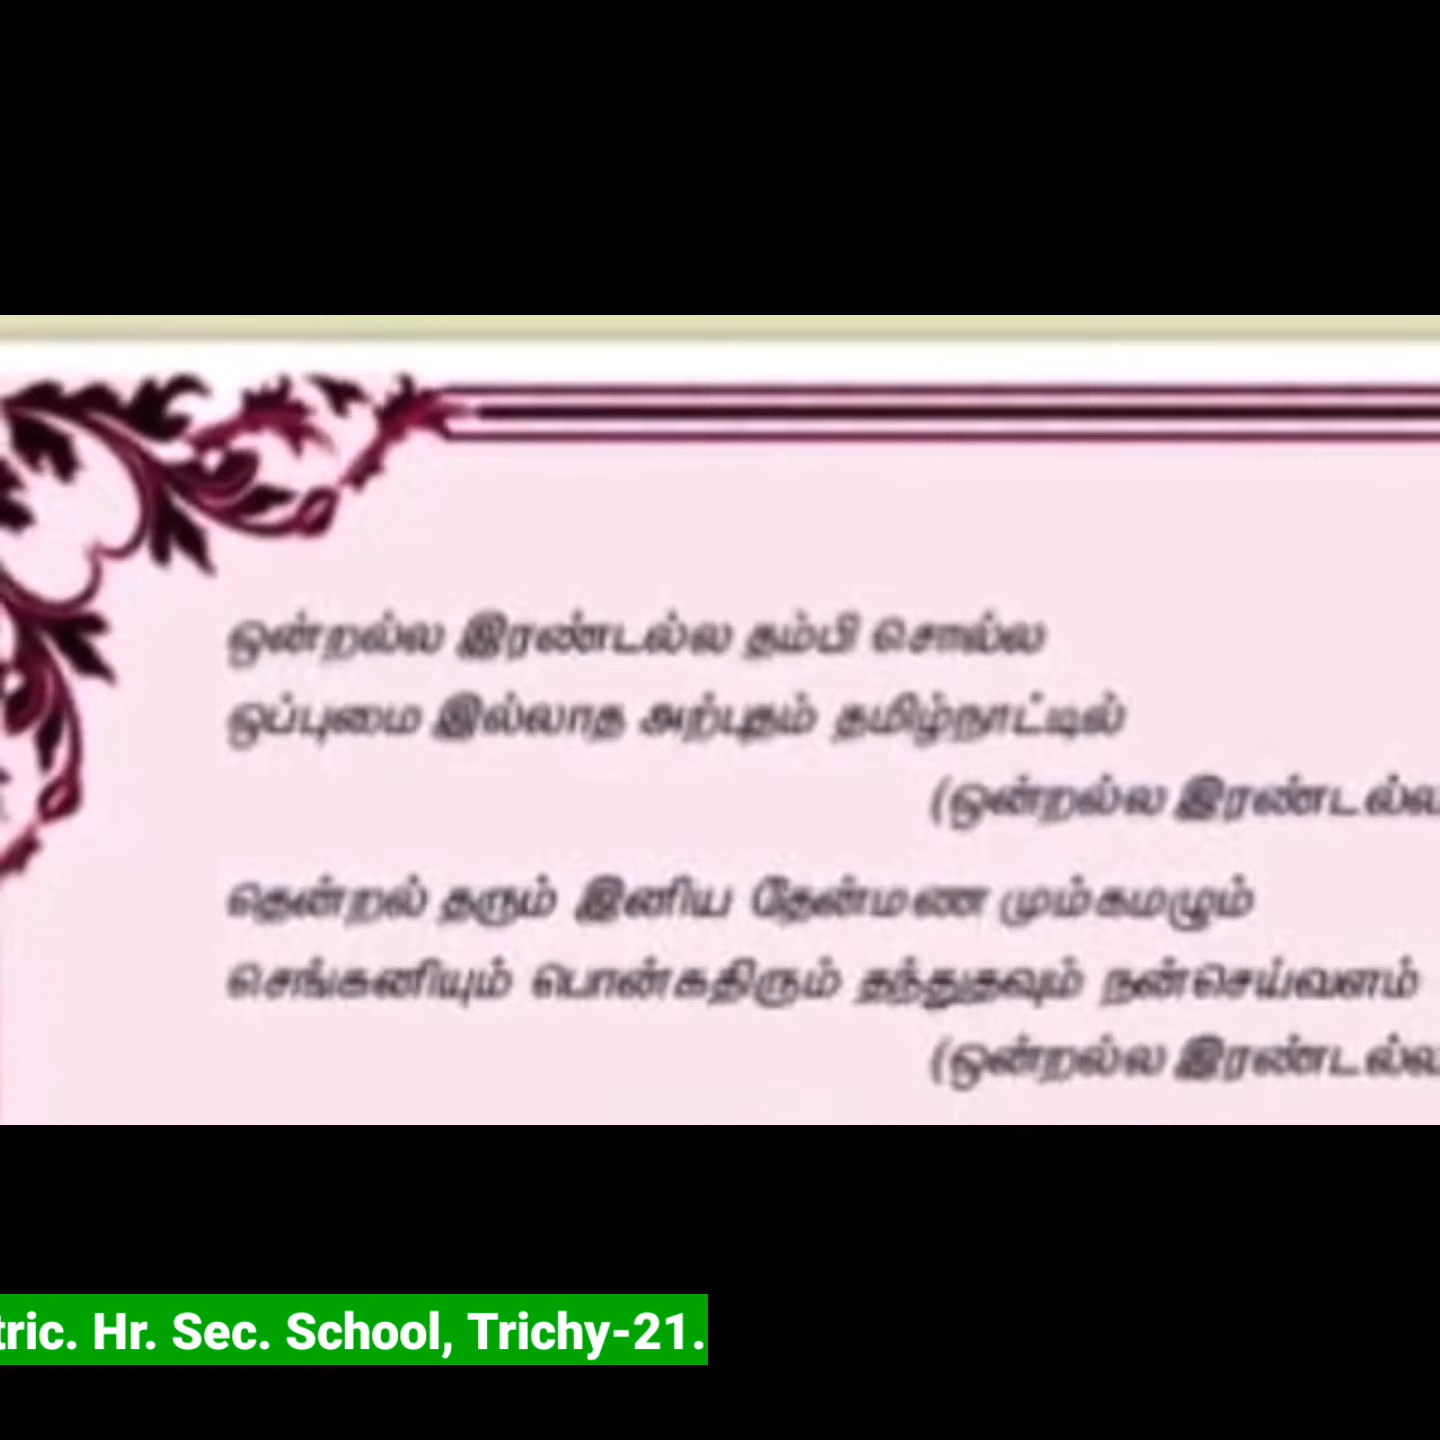 ஒன்றல்ல இரண்டல்ல தம்பி சொல்ல
ஒப்புமை இல்லாத அற்புதம் தமிழ்நாட்டில்
(ஒன்றல்ல இரண்டல்ல
தென்றல் தரும் இனிய தேன்மண மும்கமழும்
செங்கனியும் பொன்கதிரும் தந்துதவும் நன்செய்வளம்
(ஒன்றல்ல இரண்டல்ல
tric. Hr. Sec. School, Trichy-21.